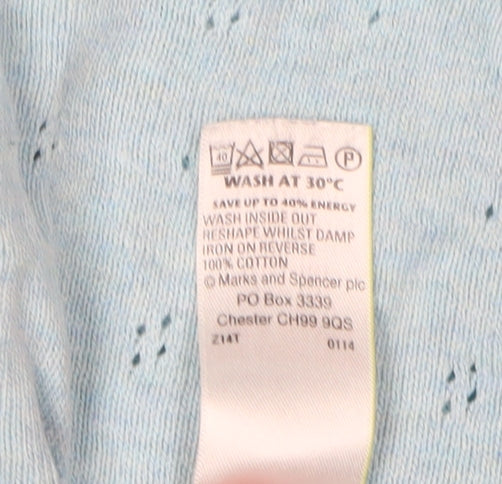 40 P
WASH AT 30°C
SAVE UP TO 40% ENERGY
WASH INSIDE OUT
RESHAPE WHILST DAMP
IRON ON REVERSE
100% COTTON
© Marks and Spencer plc
PO Box 3339
Chester CH99 9QS
Z14T 0114